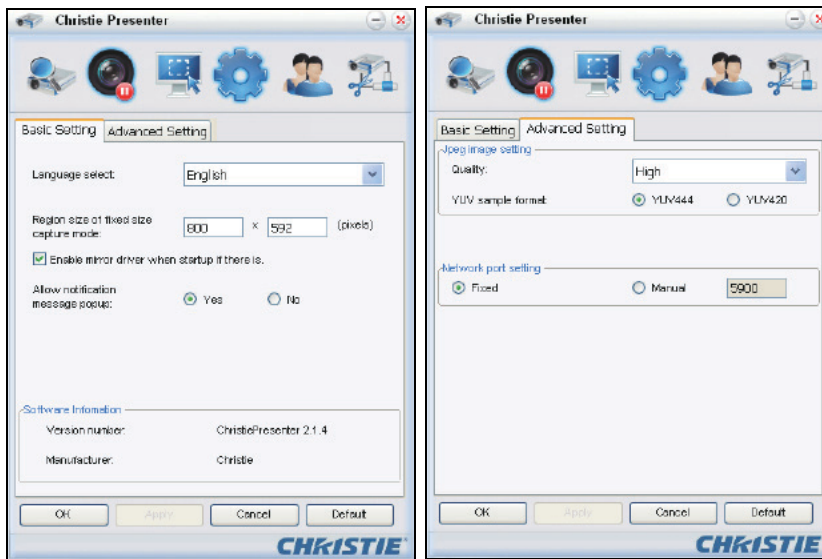 Christie Presenter
Basic Setting Advanced Setting
Language select: English
Region size of fixed size
capture mode: 800 x 592 (pixels)
Enable mirror driver when startup if there is.
Allow notification
message popup: Yes No
Software Infomation
Version number: ChristiePresenter 2.1.4
Manufacturer: Christie
OK Apply Cancel Default
CHRISTIE
Christie Presenter
Basic Setting Advanced Setting
Jpeg image setting
Quality: High
YUV sample format: YUV444 YUV420
Network port setting
Fixed Manual 5900
OK Apply Cancel Default
CHRISTIE